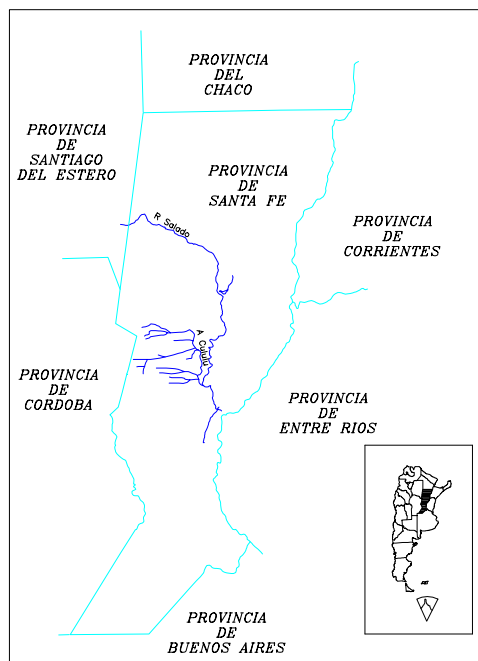 PROVINCIA
DEL
CHACO
PROVINCIA
DE
SANTIAGO
DEL ESTERO
PROVINCIA
DE
SANTA FE
R Salado
PROVINCIA
DE
CORRIENTES
A Cululú
PROVINCIA
DE
CORDOBA
PROVINCIA
DE
ENTRE RIOS
PROVINCIA
DE
BUENOS AIRES